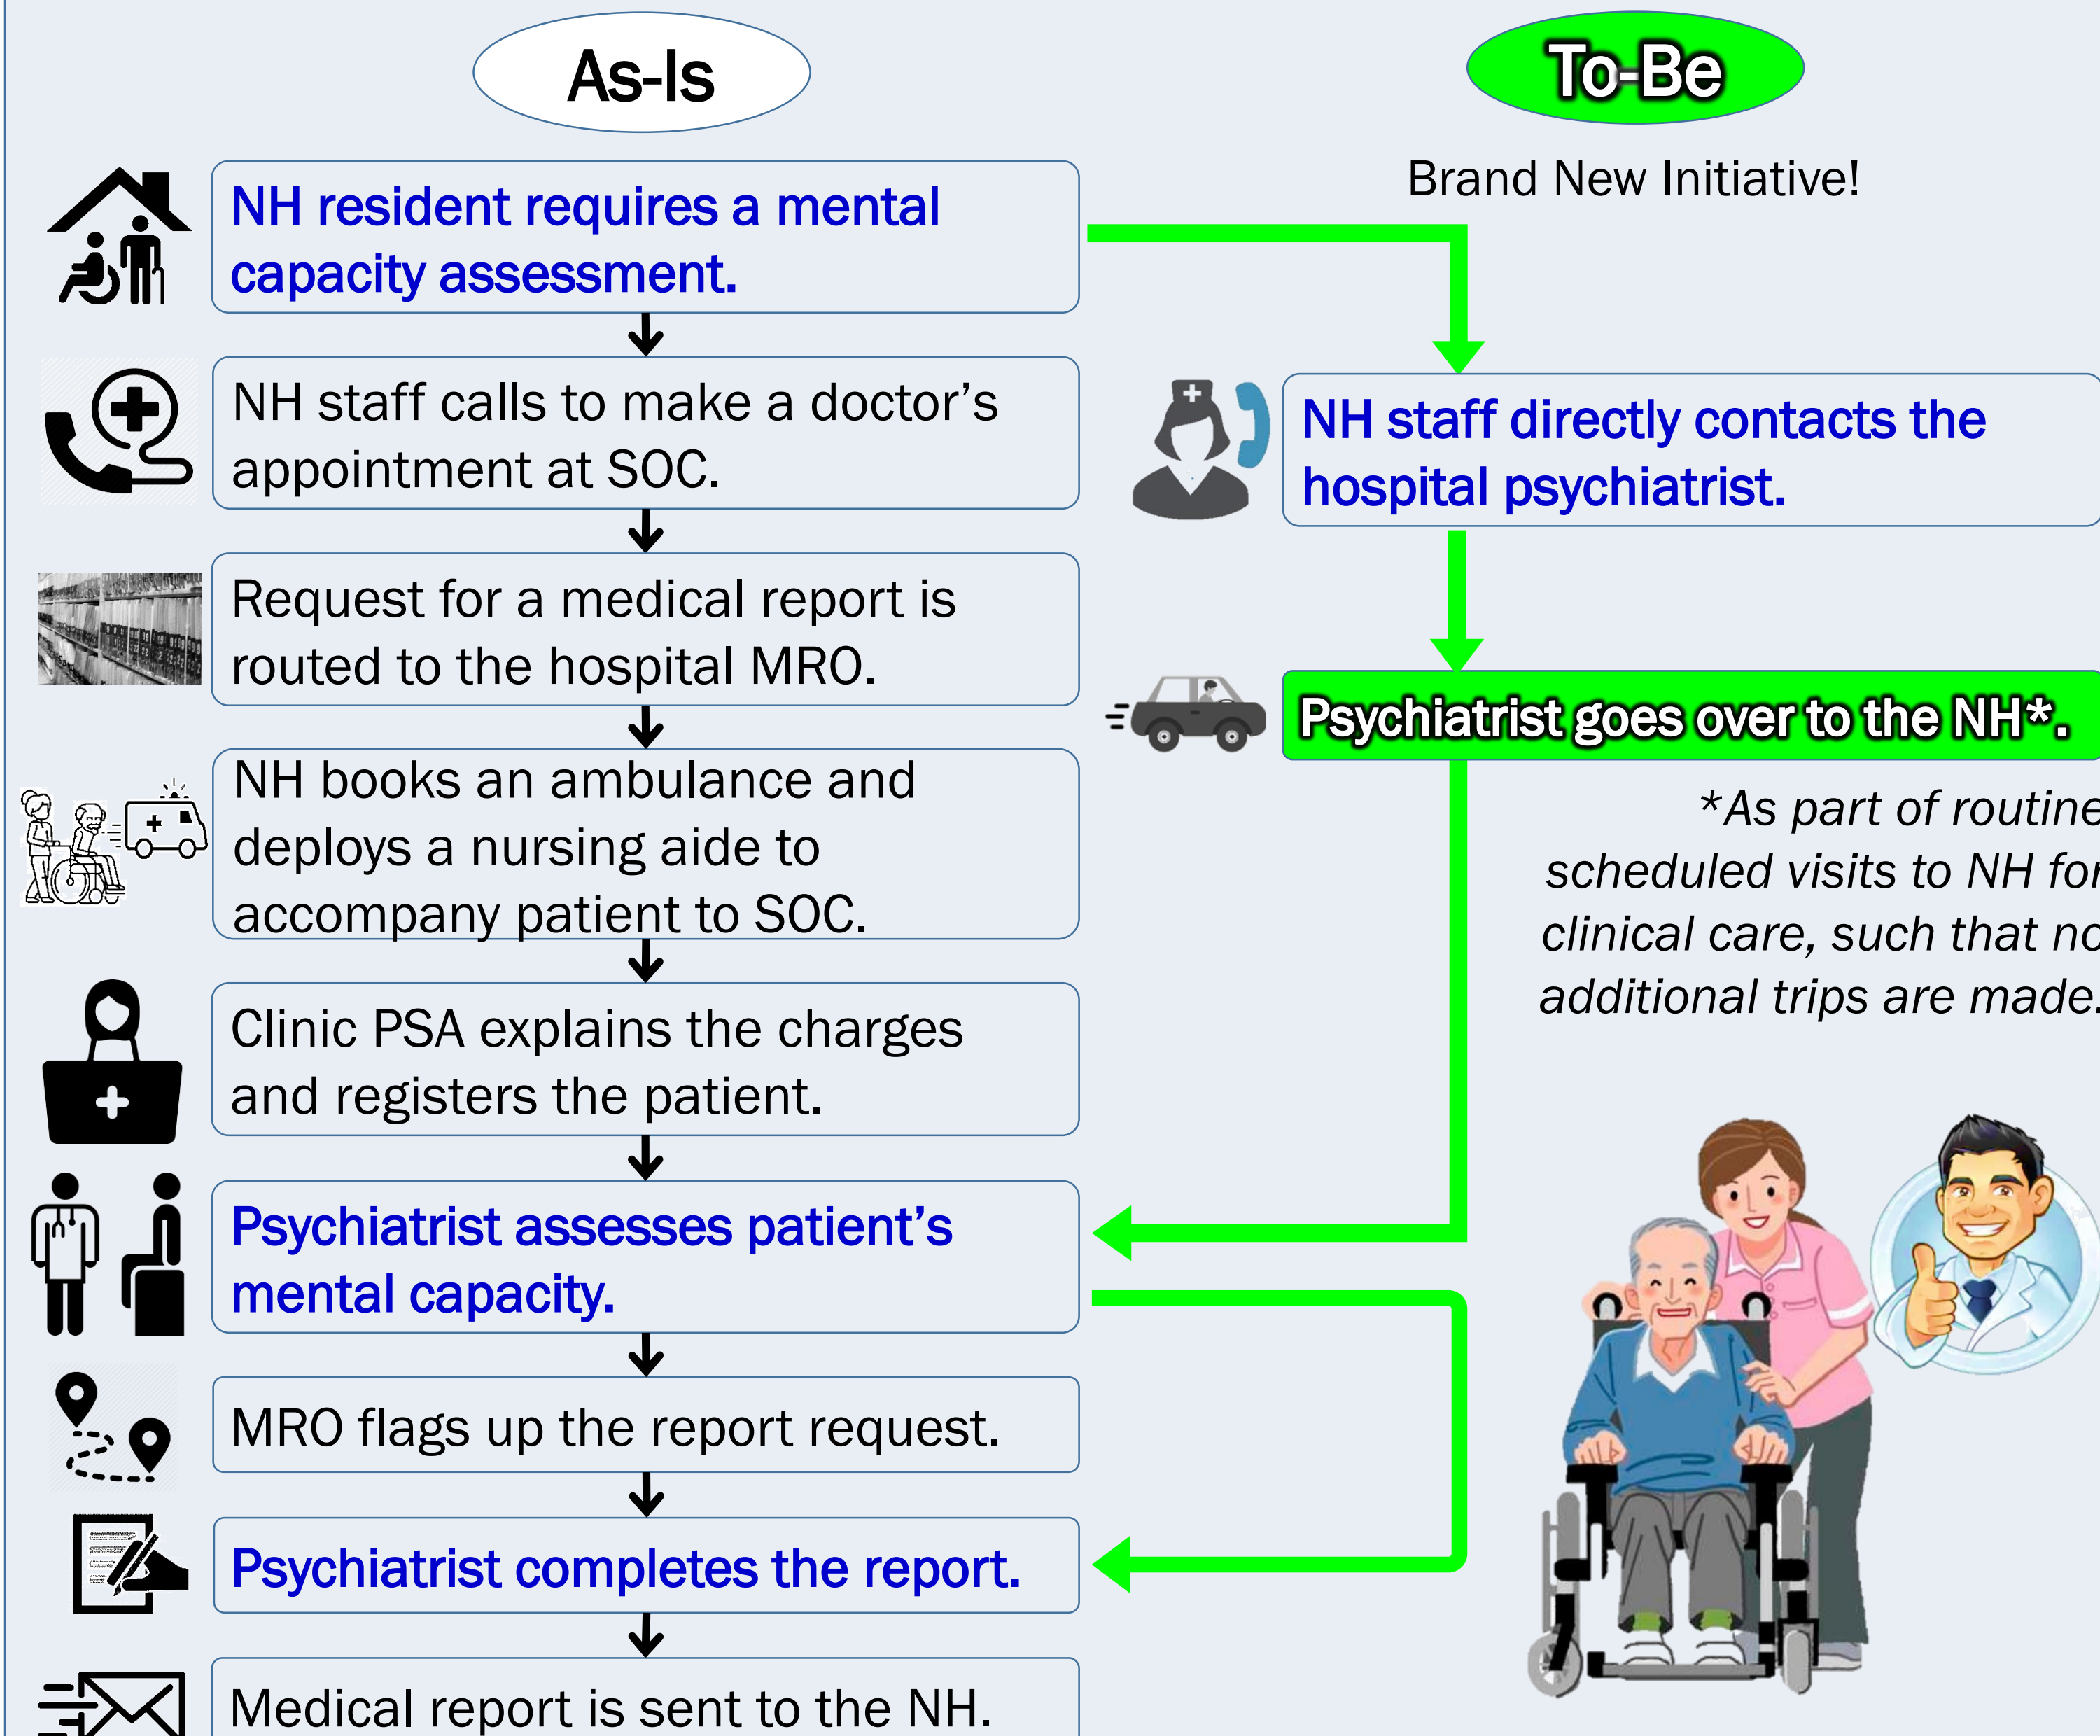 As-Is
NH resident requires a mental
capacity assessment.
NH staff calls to make a doctor’s
appointment at SOC.
Request for a medical report is
routed to the hospital MRO.
NH books an ambulance and
deploys a nursing aide to
accompany patient to SOC.
Clinic PSA explains the charges
and registers the patient.
Psychiatrist assesses patient’s
mental capacity.
MRO flags up the report request.
Psychiatrist completes the report.
Medical report is sent to the NH.
To-Be
Brand New Initiative!
NH staff directly contacts the
hospital psychiatrist.
Psychiatrist goes over to the NH*.
*As part of routine
scheduled visits to NH for
clinical care, such that no
additional trips are made.